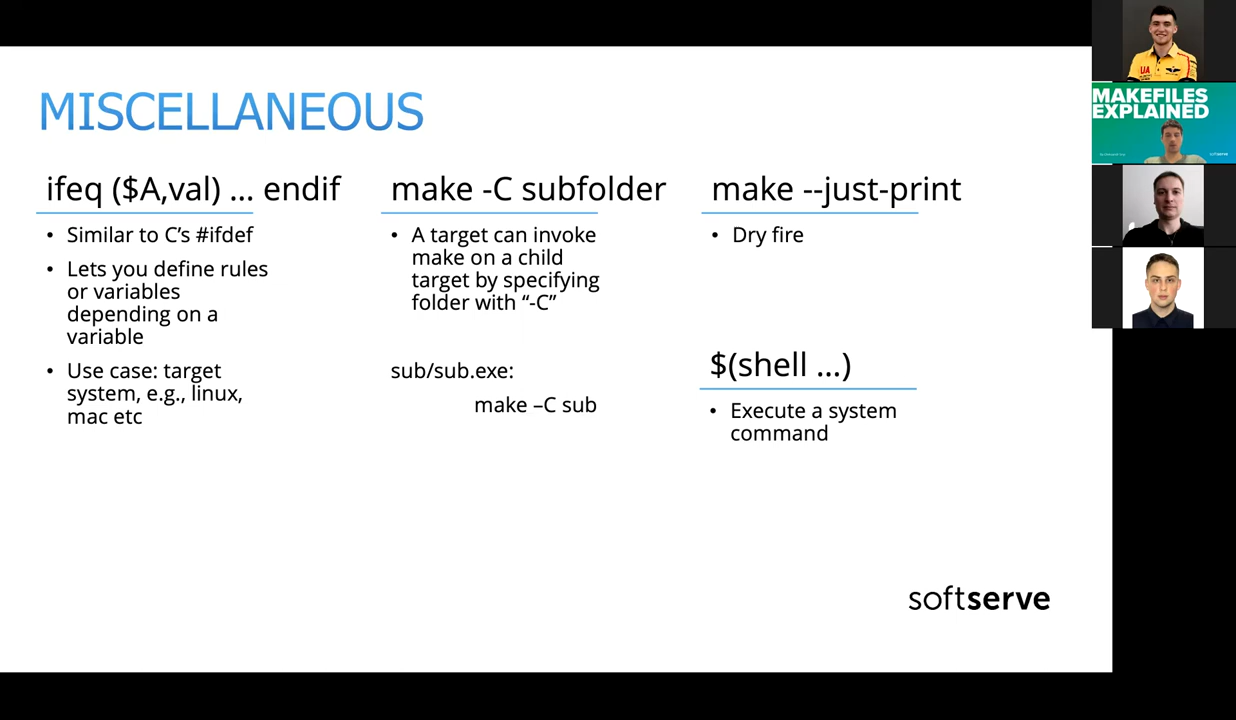 MISCELLANEOUS
ifeq ($A,val) ... endif
• Similar to C’s #ifdef
• Lets you define rules
or variables
depending on a
variable
• Use case: target
system, e.g., linux,
mac etc
make -C subfolder
• A target can invoke
make on a child
target by specifying
folder with “-C”
sub/sub.exe:
make –C sub
make --just-print
• Dry fire
$(shell ...)
• Execute a system
command
softserve
UA
MAKEFILES
EXPLAINED
softserve